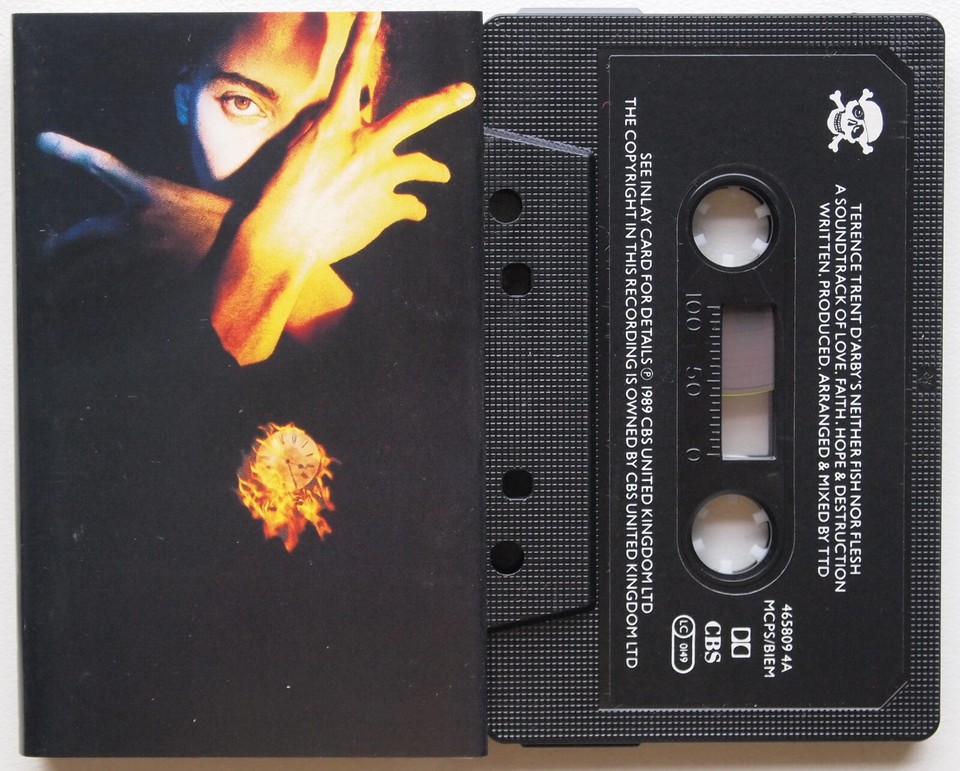 TERENCE TRENT D'ARBY'S NEITHER FISH NOR FLESH
A SOUNDTRACK OF LOVE, FAITH, HOPE & DESTRUCTION
WRITTEN, PRODUCED, ARRANGED & MIXED BY TTD
465809 4A
MCPS/BIEM
CBS
LC 0149
100 50 0
SEE INLAY CARD FOR DETAILS Ⓟ 1989 CBS UNITED KINGDOM LTD
THE COPYRIGHT IN THIS RECORDING IS OWNED BY CBS UNITED KINGDOM LTD